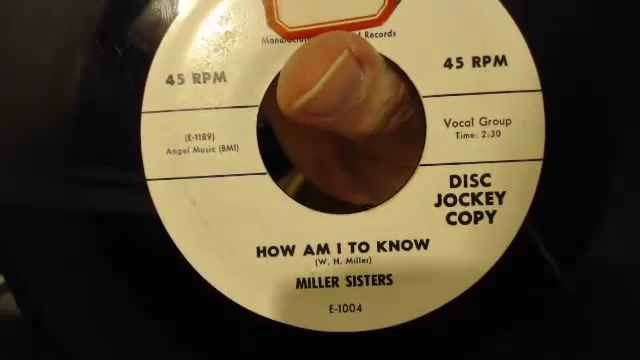 Records
45 RPM
45 RPM
(E-1189)
Angel Music (BMI)
Vocal Group
Time: 2:30
DISC
JOCKEY
COPY
HOW AM I TO KNOW
(W. H. Miller)
MILLER SISTERS
E-1004